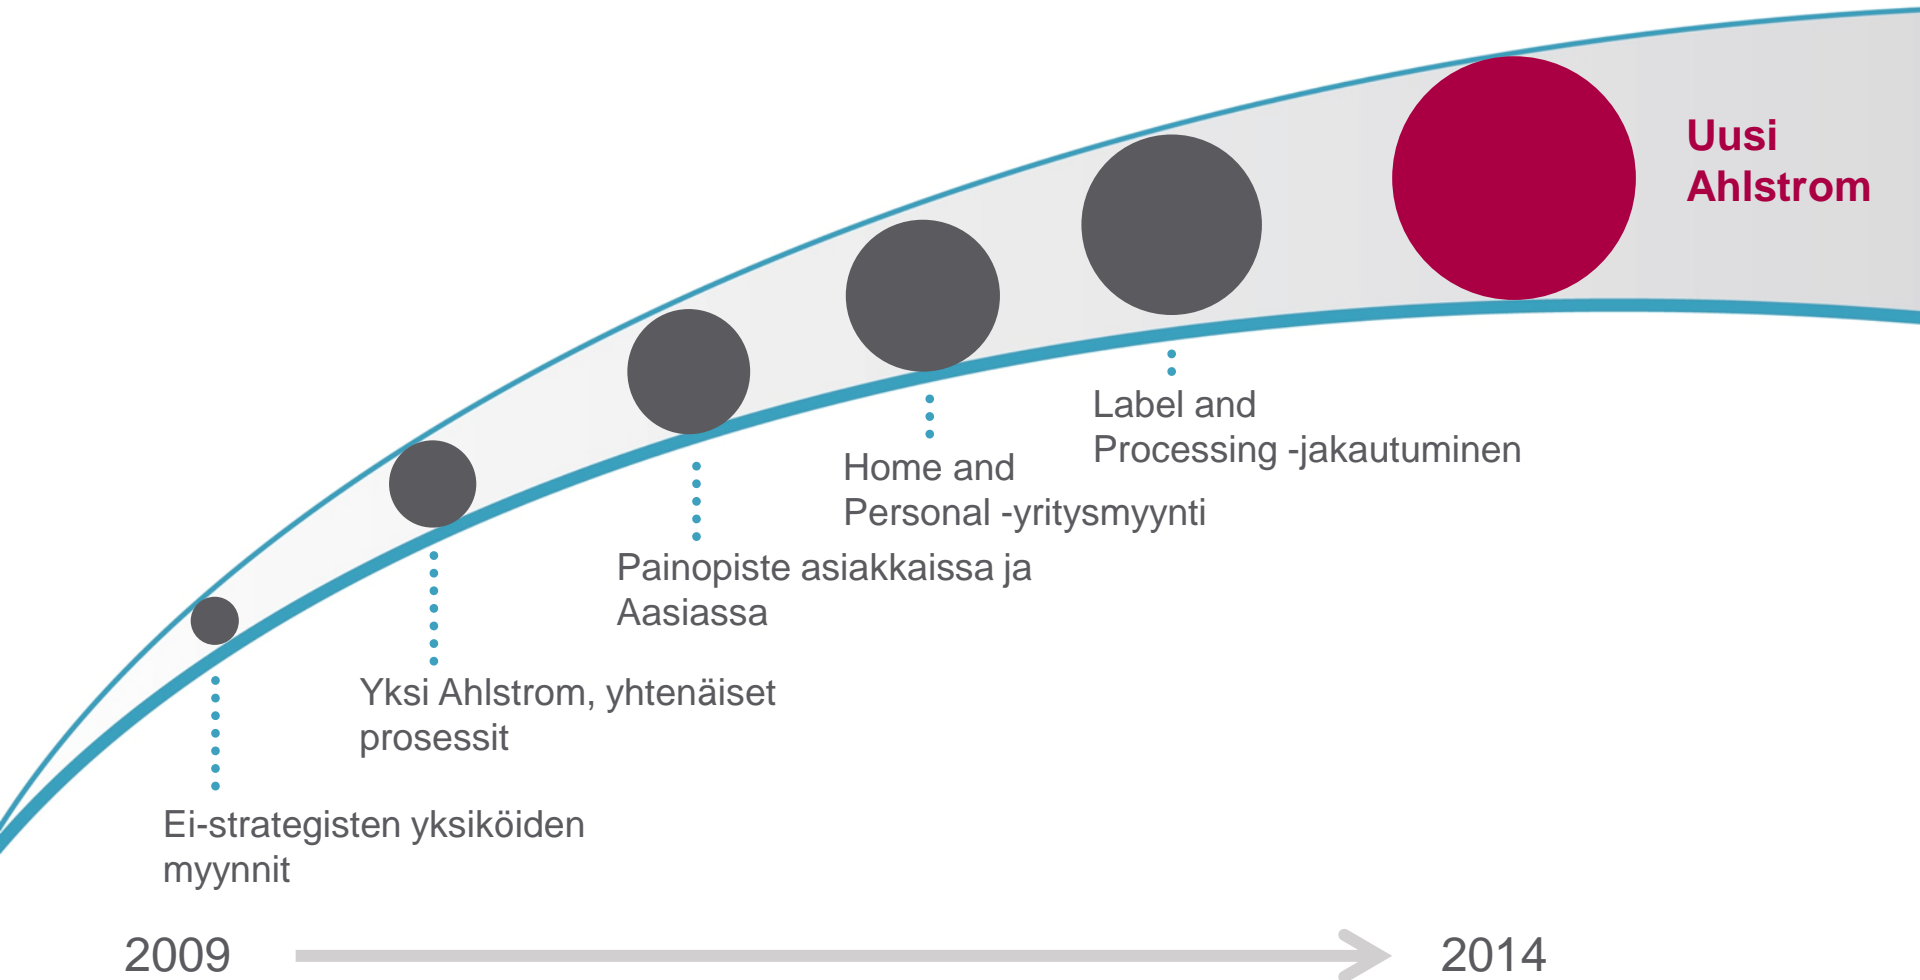 Uusi
Ahlstrom
Label and
Processing -jakautuminen
Home and
Personal -yritysmyynti
Painopiste asiakkaissa ja
Aasiassa
Yksi Ahlstrom, yhtenäiset
prosessit
Ei-strategisten yksiköiden
myynnit
2009
2014